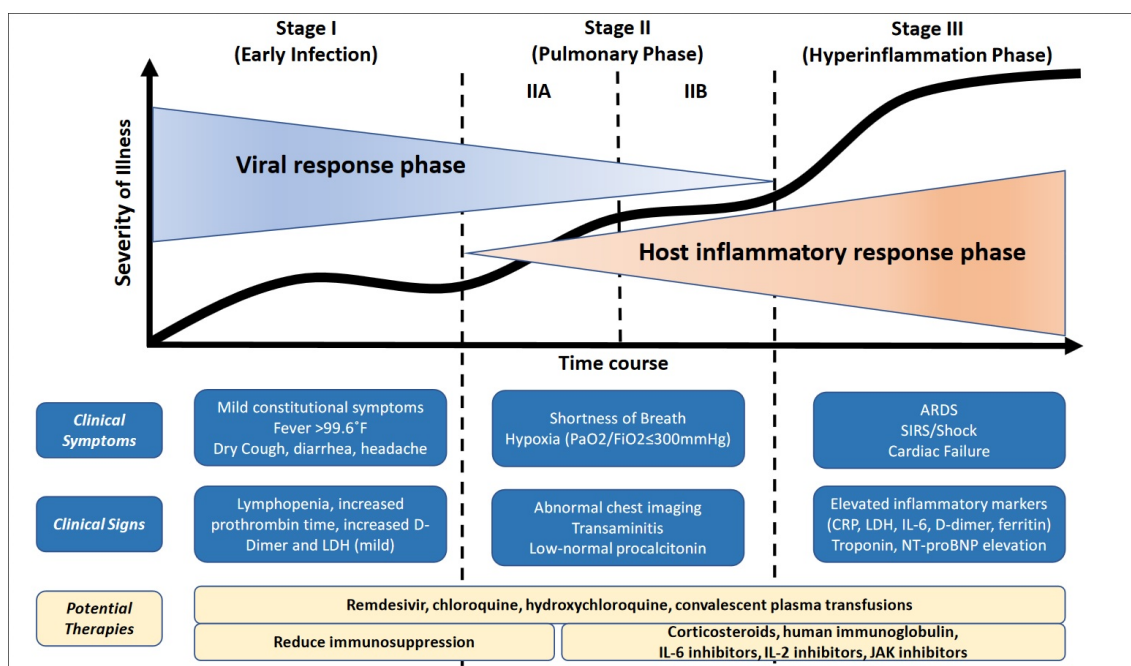 Stage I
(Early Infection)
Stage II
(Pulmonary Phase)
Stage III
(Hyperinflammation Phase)
IIA
IIB
Severity of Illness
Viral response phase
Host inflammatory response phase
Time course
Clinical
Symptoms
Mild constitutional symptoms
Fever >99.6˚F
Dry Cough, diarrhea, headache
Shortness of Breath
Hypoxia (PaO2/FiO2≤300mmHg)
ARDS
SIRS/Shock
Cardiac Failure
Clinical Signs
Lymphopenia, increased
prothrombin time, increased D-
Dimer and LDH (mild)
Abnormal chest imaging
Transaminitis
Low-normal procalcitonin
Elevated inflammatory markers
(CRP, LDH, IL-6, D-dimer, ferritin)
Troponin, NT-proBNP elevation
Potential
Therapies
Remdesivir, chloroquine, hydroxychloroquine, convalescent plasma transfusions
Reduce immunosuppression
Corticosteroids, human immunoglobulin,
IL-6 inhibitors, IL-2 inhibitors, JAK inhibitors